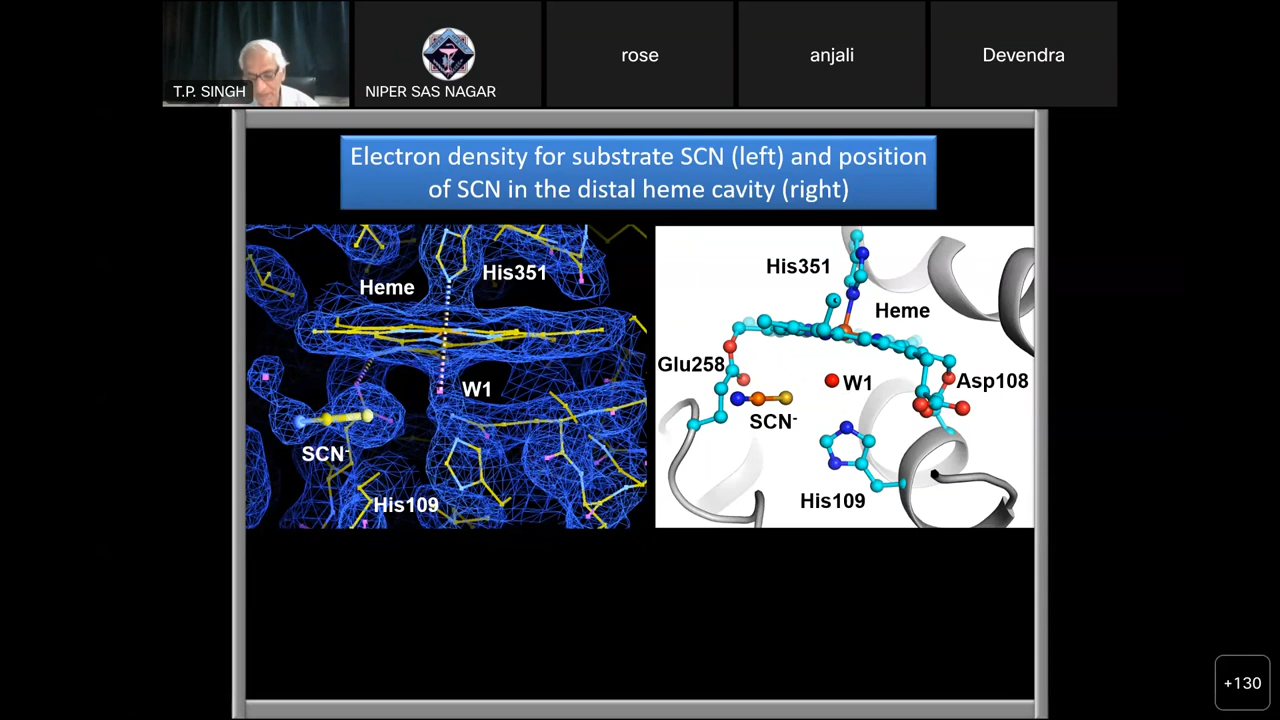 T.P. SINGH
NIPER SAS NAGAR
rose
anjali
Devendra
Electron density for substrate SCN (left) and position
of SCN in the distal heme cavity (right)
His351
Heme
W1
SCN-
His109
His351
Heme
Glu258
W1
Asp108
SCN-
His109
+130